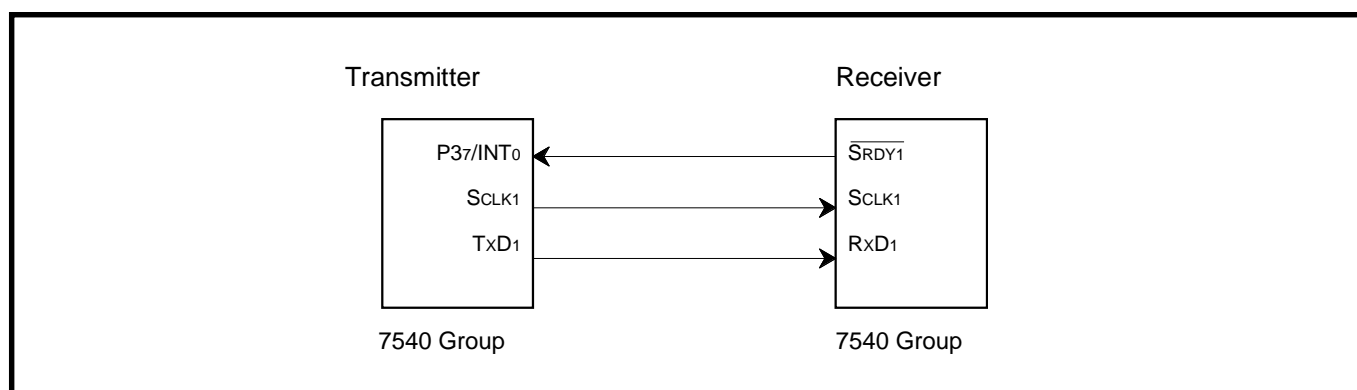 Transmitter
Receiver
P37/INT0
SCLK1
TXD1
SRDY1
SCLK1
RXD1
7540 Group
7540 Group